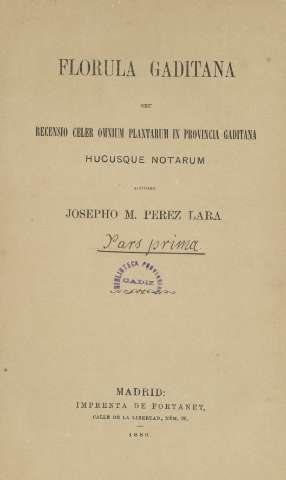 FLORULA GADITANA
SEU
RECENSIO CELER OMNIUM PLANTARUM IN PROVINCIA GADITANA
HUCUSQUE NOTARUM
AUCTORE
JOSEPHO M. PEREZ LARA
Pars prima
BIBLIOTECA PROVINCIAL
CADIZ
MADRID:
IMPRENTA DE FORTANET,
CALLE DE LA LIBERTAD, NÚM. 29.